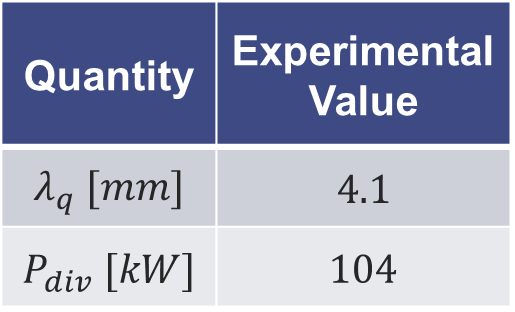 Quantity Experimental Value
λq [mm] 4.1
Pdiv [kW] 104